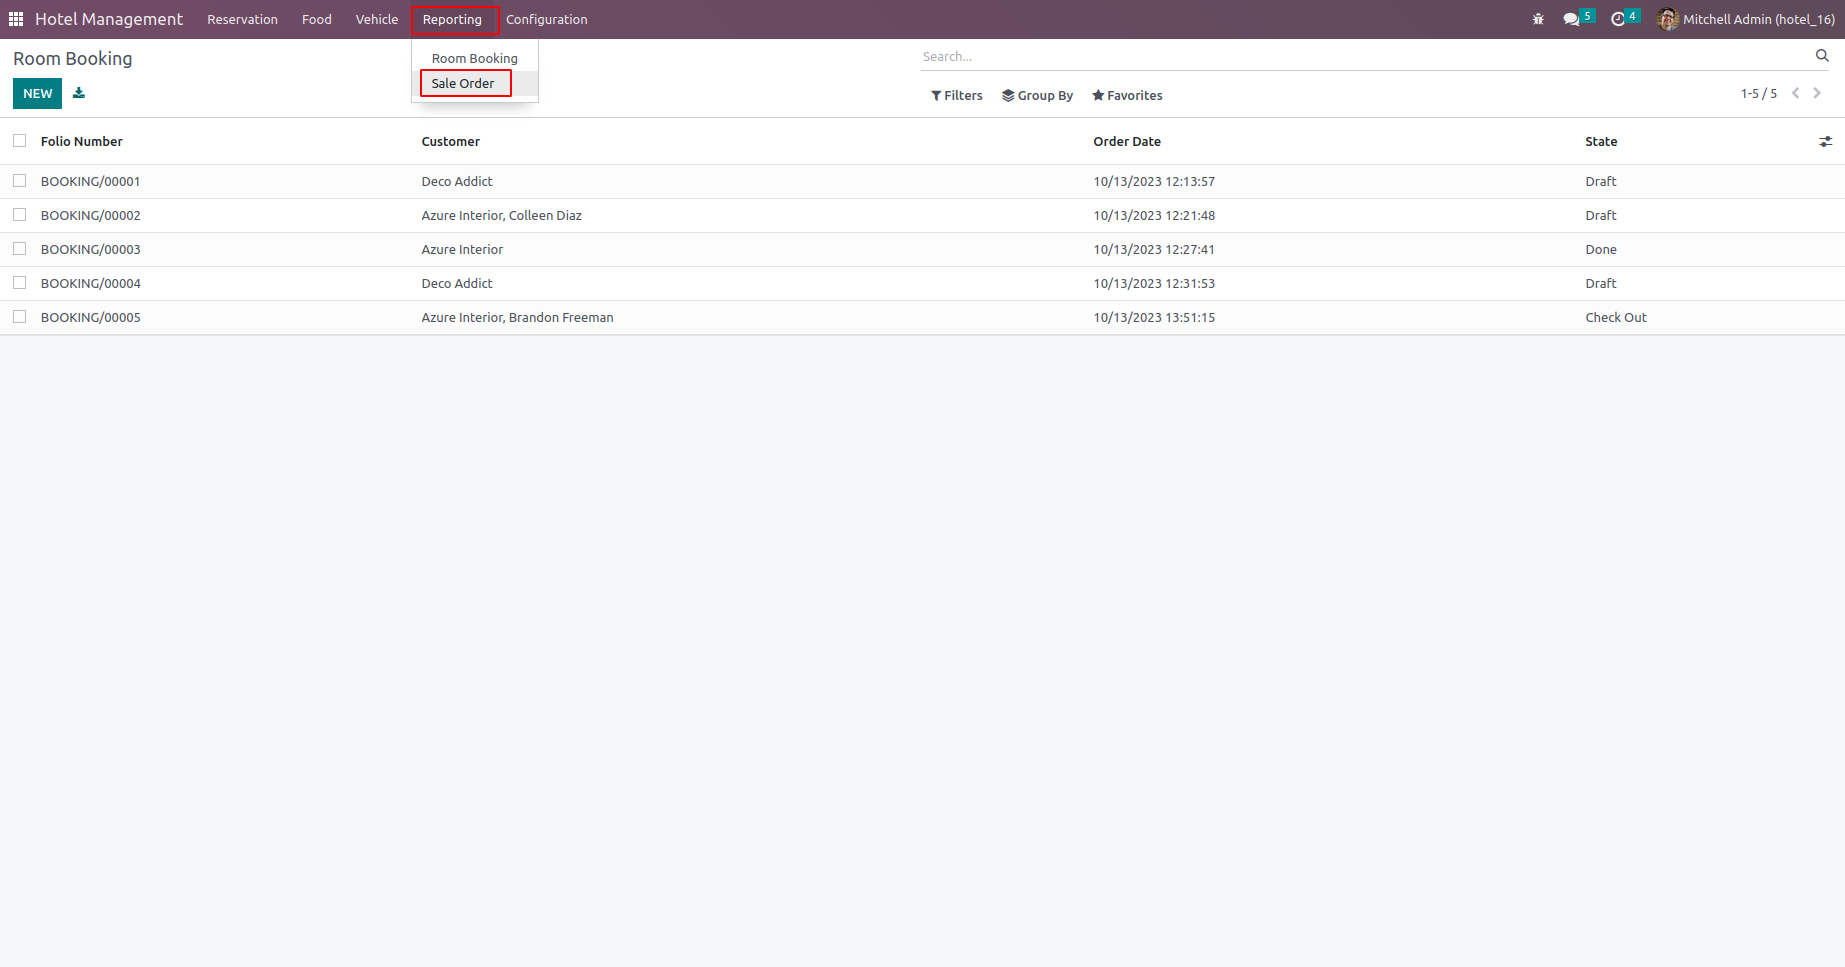 Hotel Management Reservation Food Vehicle Reporting Configuration 5 4 Mitchell Admin (hotel_16)
Room Booking
Sale Order
Room Booking
Search...
NEW
Filters Group By Favorites 1-5 / 5
Folio Number Customer Order Date State
BOOKING/00001 Deco Addict 10/13/2023 12:13:57 Draft
BOOKING/00002 Azure Interior, Colleen Diaz 10/13/2023 12:21:48 Draft
BOOKING/00003 Azure Interior 10/13/2023 12:27:41 Done
BOOKING/00004 Deco Addict 10/13/2023 12:31:53 Draft
BOOKING/00005 Azure Interior, Brandon Freeman 10/13/2023 13:51:15 Check Out